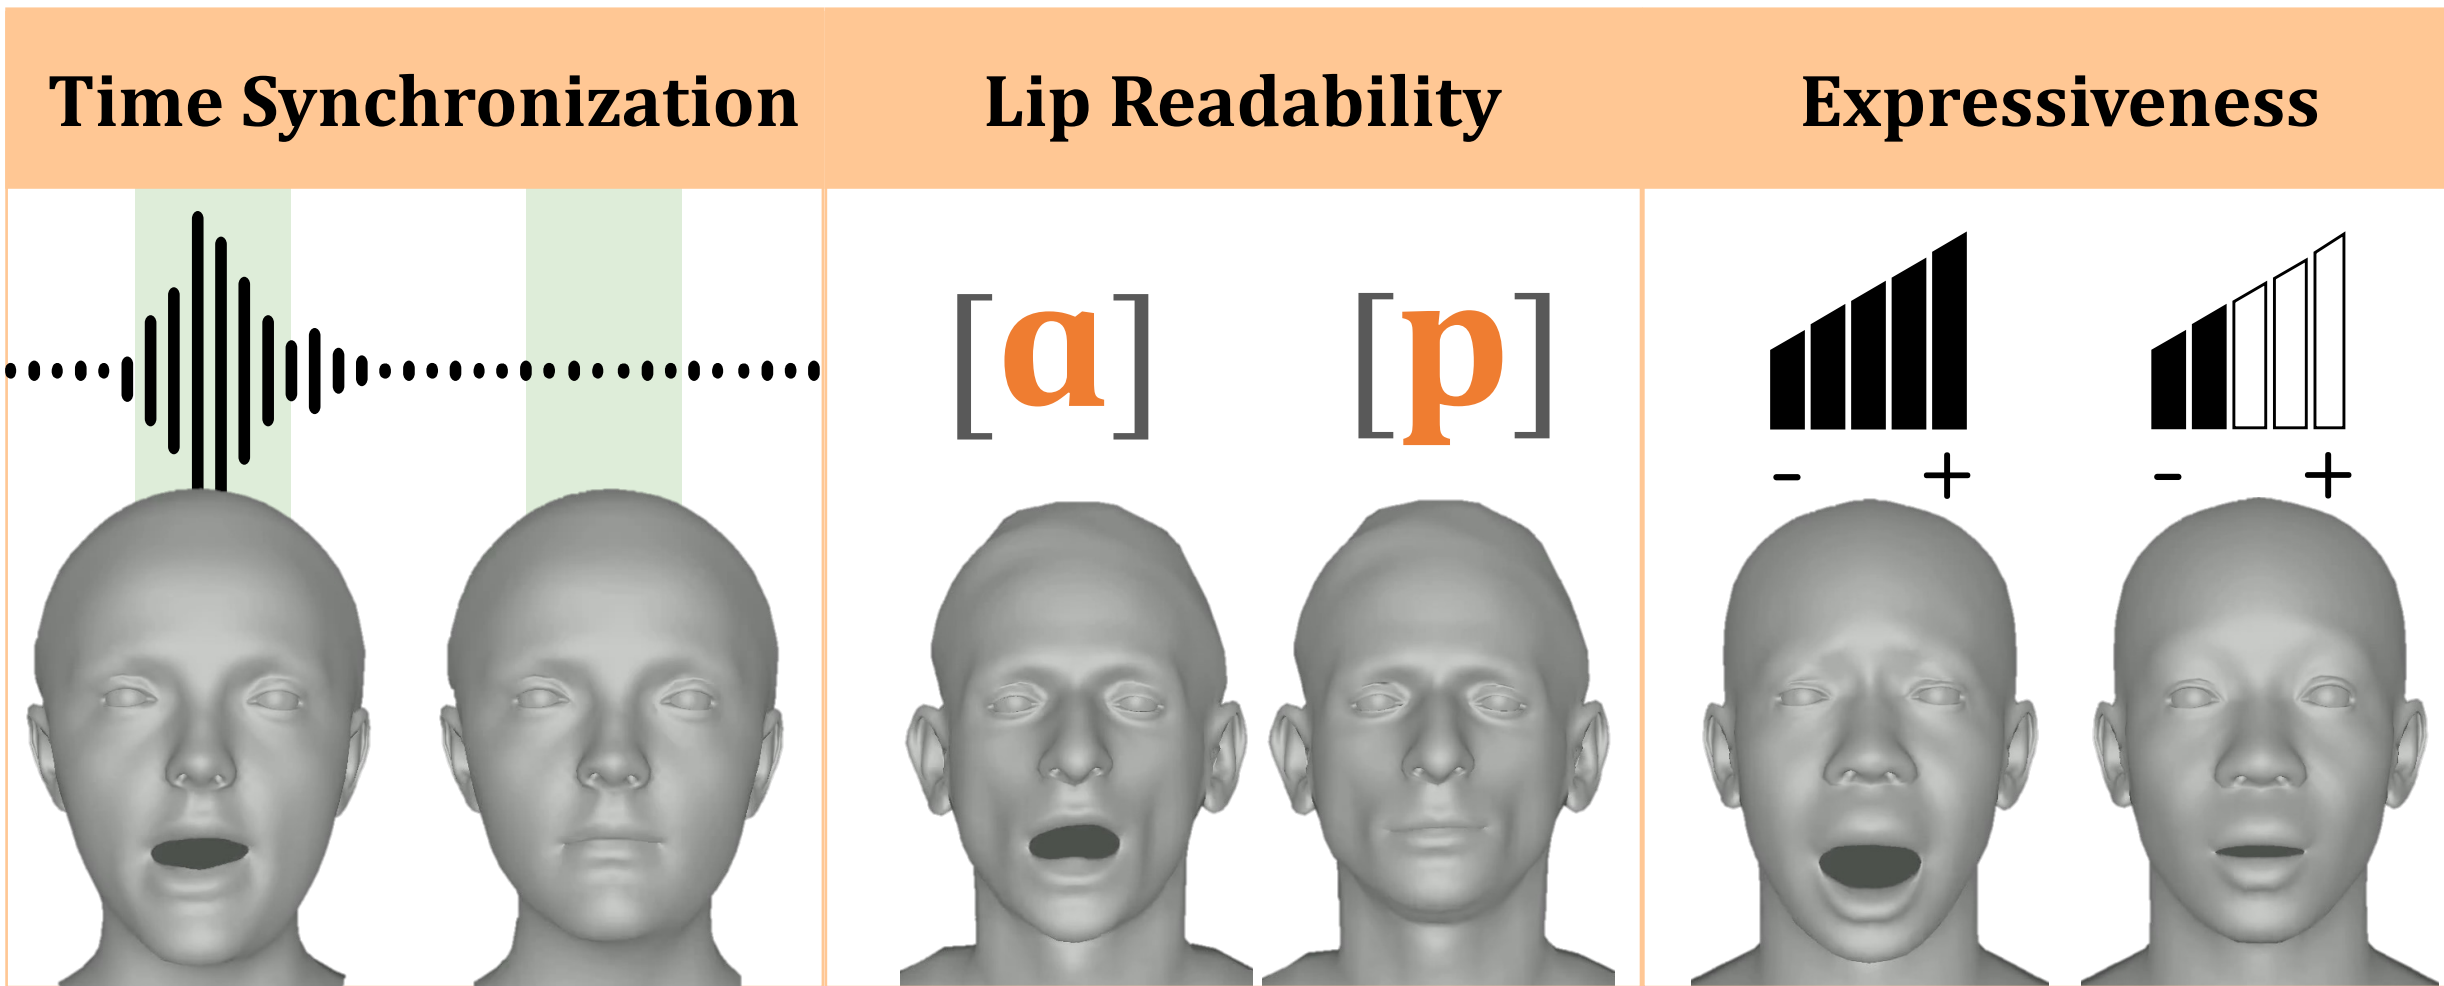 Time Synchronization
Lip Readability
Expressiveness
[ɑ]
[p]
- +
- +